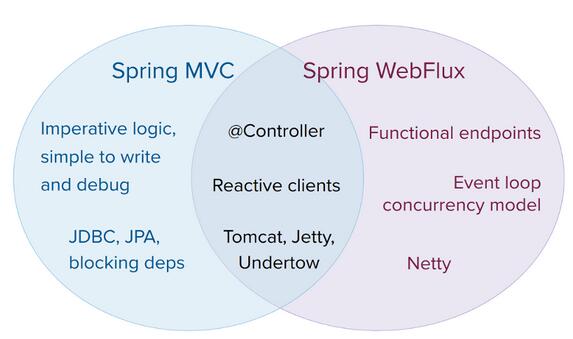 Spring MVC
Spring WebFlux
Imperative logic,
simple to write
and debug
JDBC, JPA,
blocking deps
@Controller
Reactive clients
Tomcat, Jetty,
Undertow
Functional endpoints
Event loop
concurrency model
Netty